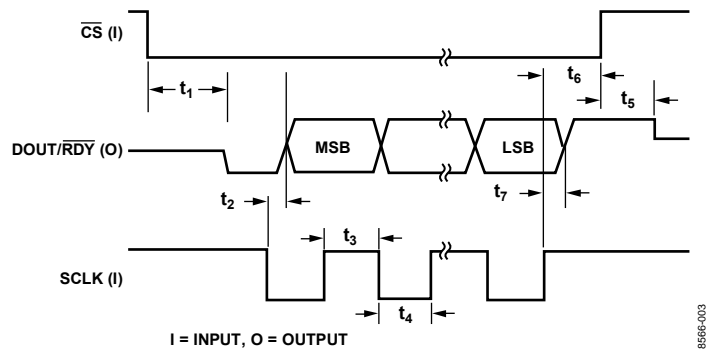 CS (I)
t1
t6
t5
DOUT/RDY (O)
MSB
LSB
t2
t7
t3
SCLK (I)
t4
I = INPUT, O = OUTPUT
8566-003